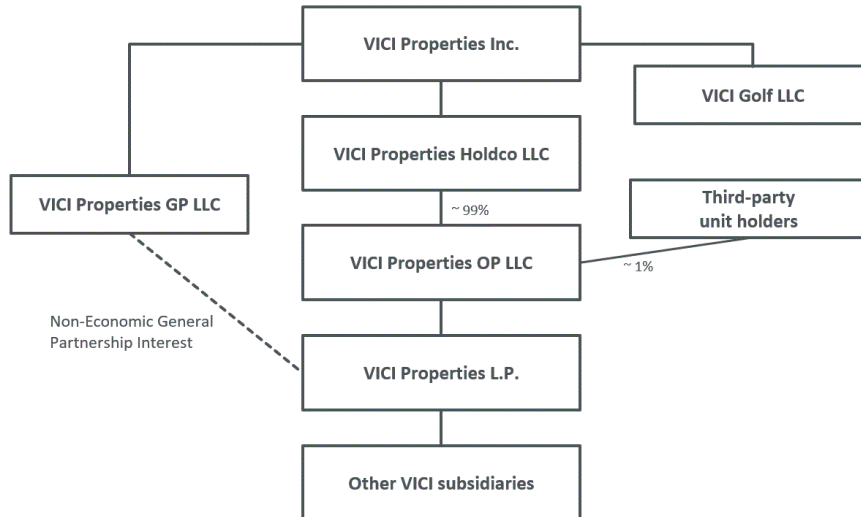 VICI Properties Inc.
VICI Golf LLC
VICI Properties Holdco LLC
VICI Properties GP LLC
~ 99%
Third-party
unit holders
VICI Properties OP LLC
~ 1%
Non-Economic General
Partnership Interest
VICI Properties L.P.
Other VICI subsidiaries